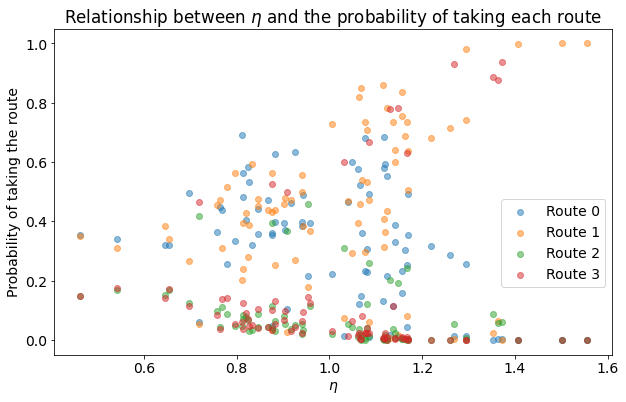 Relationship between η and the probability of taking each route
Probability of taking the route
1.0
0.8
0.6
0.4
0.2
0.0
Route 0
Route 1
Route 2
Route 3
0.6 0.8 1.0 1.2 1.4 1.6
η